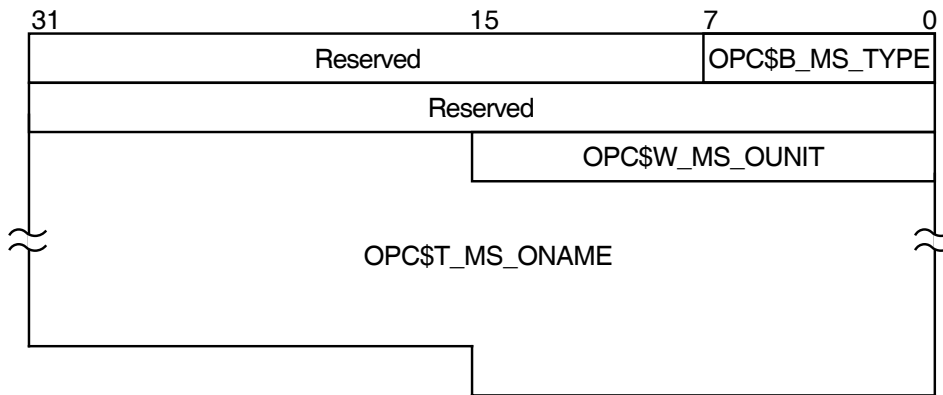 31 15 7 0
Reserved OPC$B_MS_TYPE
Reserved
OPC$W_MS_OUNIT
OPC$T_MS_ONAME